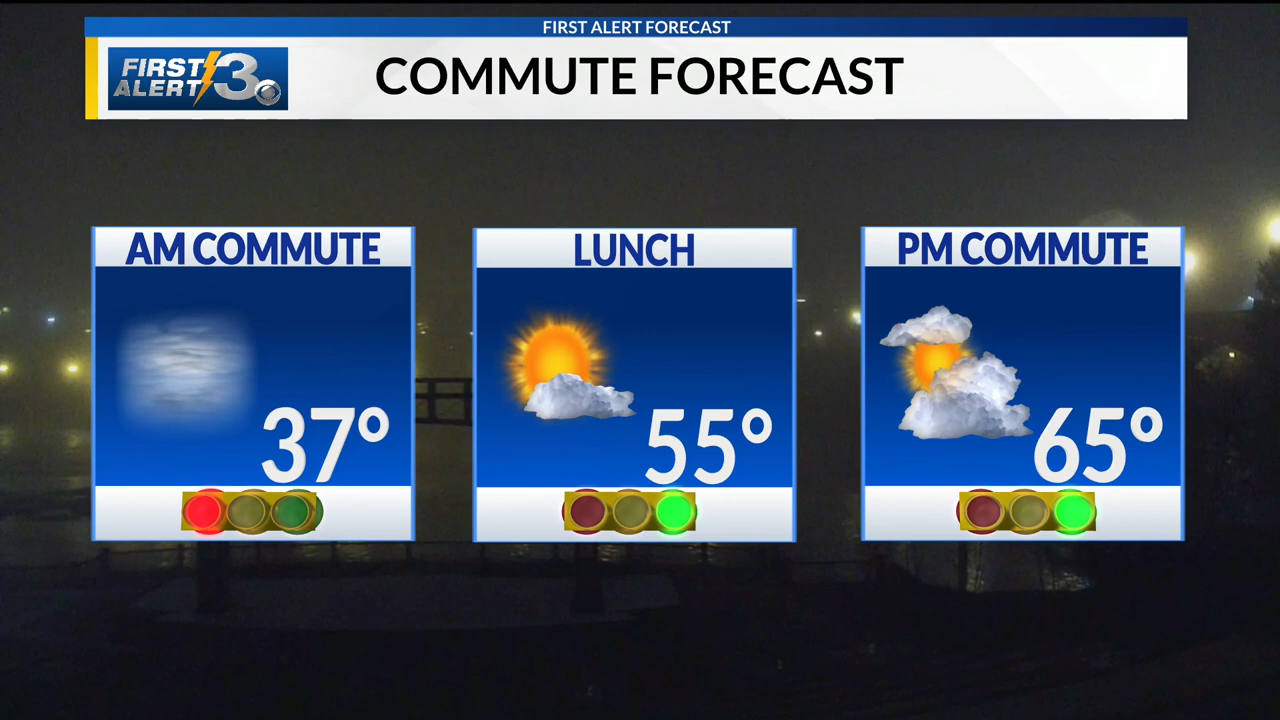 FIRST ALERT FORECAST
FIRST
ALERT 3
COMMUTE FORECAST
AM COMMUTE
37°
LUNCH
55°
PM COMMUTE
65°